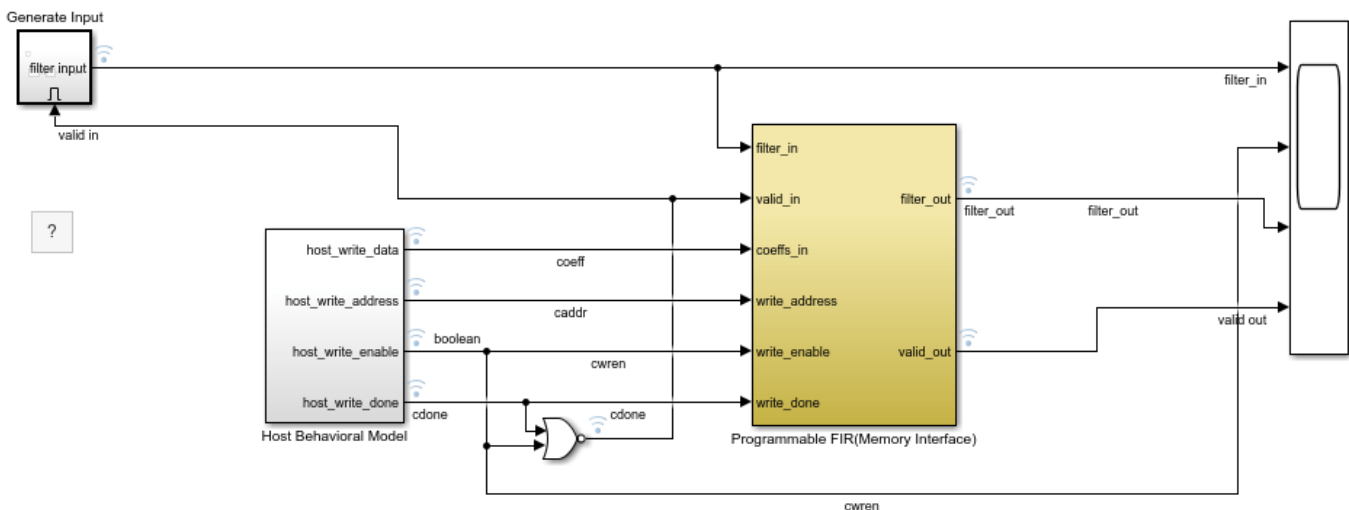 Generate Input
filter input
valid in
filter_in
filter_in
valid_in
filter_out
filter_out
filter_out
?
host_write_data
coeff
coeffs_in
host_write_address
caddr
write_address
valid out
boolean
host_write_enable
cwren
write_enable
valid_out
host_write_done
cdone
cdone
write_done
Host Behavioral Model
Programmable FIR(Memory Interface)
cwren